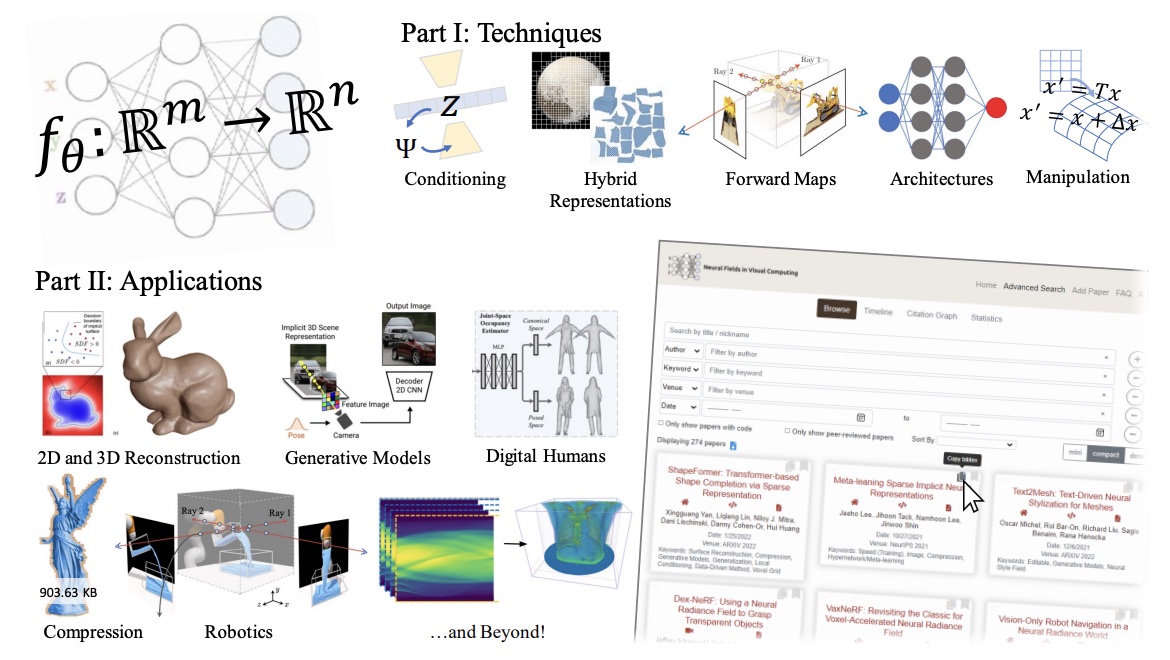 x
z
f_θ: ℝ^m → ℝ^n
Part I: Techniques
Z
Ψ
Conditioning
Hybrid
Representations
Ray 2
Ray 1
Forward Maps
Architectures
x' = Tx
x' = x + Δx
Manipulation
Part II: Applications
Decision
boundary
of implicit
surface
SDF > 0
SDF < 0
(a)
2D and 3D Reconstruction
Output Image
Implicit 3D Scene
Representation
Decoder
2D CNN
Feature Image
Pose
Camera
Generative Models
Joint-Space
Occupancy
Estimator
Canonical
Space
MLP
Posed
Space
Digital Humans
903.63 KB
Compression
Ray 2
Ray 1
y
z
x
Robotics
…and Beyond!
Neural Fields in Visual Computing
Home Advanced Search Add Paper FAQ
Browse Timeline Citation Graph Statistics
Search by title / nickname
Author Filter by author
Keyword Filter by keyword
Venue Filter by venue
Date to
Only show papers with code Only show peer-reviewed papers Sort By
Displaying 274 papers
mini compact
Copy bibtex
ShapeFormer: Transformer-based
Shape Completion via Sparse
Representation
Xingguang Yan, Liqiang Lin, Niloy J. Mitra,
Dani Lischinski, Danny Cohen-Or, Hui Huang
Date: 1/25/2022
Venue: ARXIV 2022
Keywords: Surface Reconstruction, Compression,
Generative Models, Generalization, Local
Conditioning, Data-Driven Method, Voxel Grid
Meta-learning Sparse Implicit Neu
Representations
Jaeho Lee, Jihoon Tack, Namhoon Lee,
Jinwoo Shin
Date: 10/27/2021
Venue: NeurIPS 2021
Keywords: Speed (Training), Image, Compression,
Hypernetwork/Meta-learning
Text2Mesh: Text-Driven Neural
Stylization for Meshes
Oscar Michel, Roi Bar-On, Richard Liu, Sagie
Benaim, Rana Hanocka
Date: 12/6/2021
Venue: ARXIV 2022
Keywords: Editable, Generative Models, Neural
Style Field
Dex-NeRF: Using a Neural
Radiance Field to Grasp
Transparent Objects
VaxNeRF: Revisiting the Classic for
Voxel-Accelerated Neural Radiance
Field
Vision-Only Robot Navigation in a
Neural Radiance World